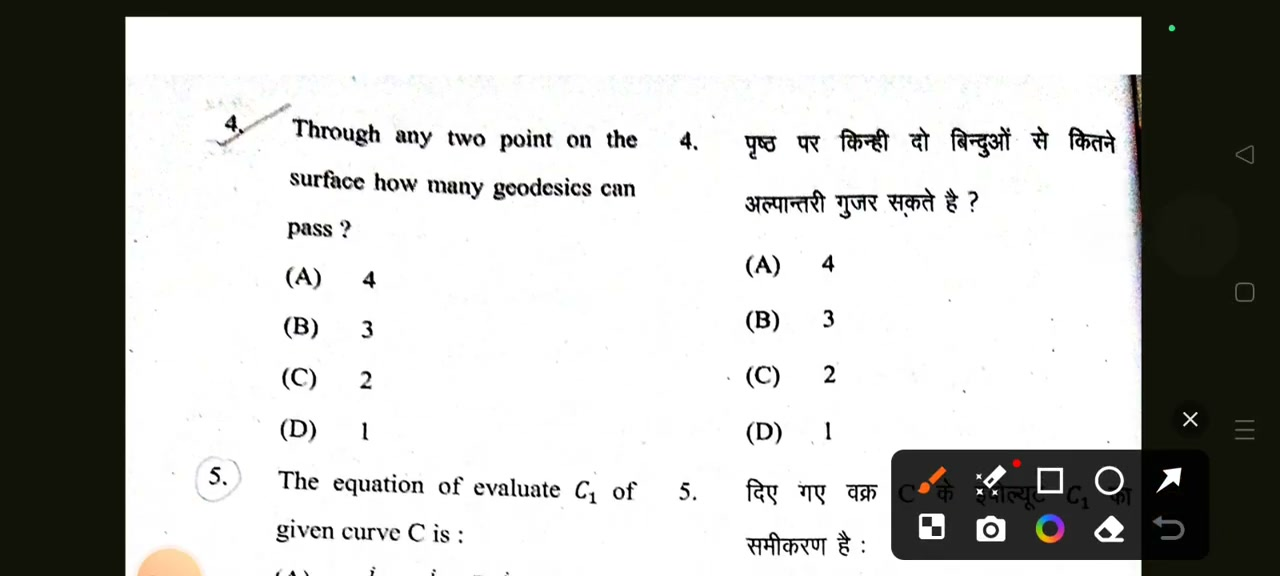 4. Through any two point on the
surface how many geodesics can
pass ?
(A) 4
(B) 3
(C) 2
(D) 1
5. The equation of evaluate C₁ of
given curve C is :
4. पृष्ठ पर किन्ही दो बिन्दुओं से कितने
अल्पान्तरी गुजर सकते है ?
(A) 4
(B) 3
(C) 2
(D) 1
5. दिए गए वक्र C के इवोल्यूट C₁ का
समीकरण है :